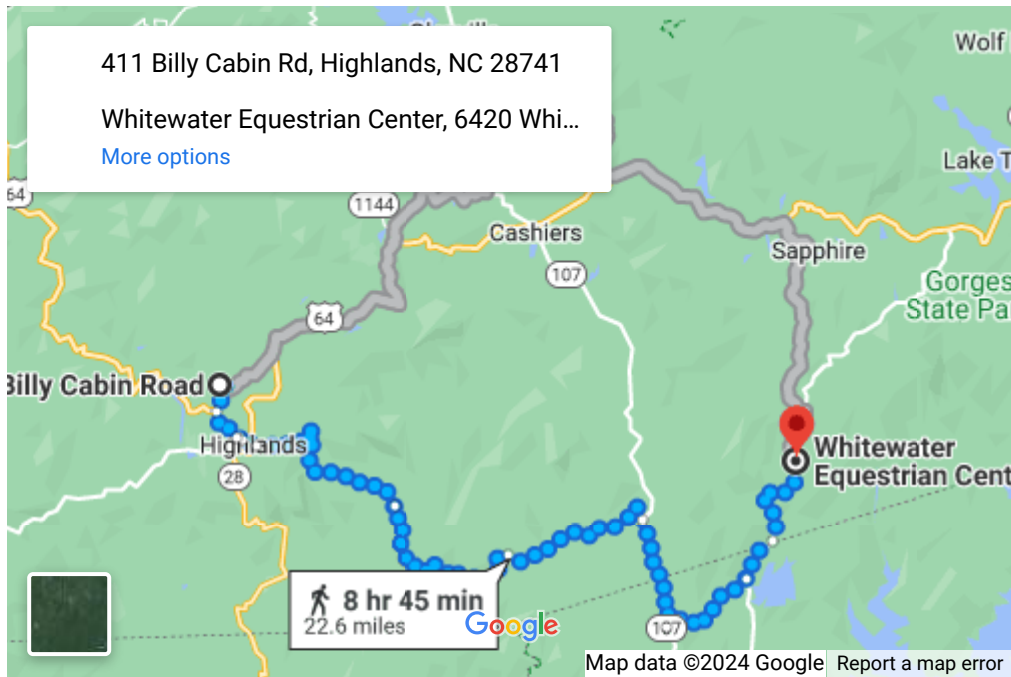 411 Billy Cabin Rd, Highlands, NC 28741
Whitewater Equestrian Center, 6420 Whi...
More options
Wolf
64
1144
Lake T
Cashiers
Sapphire
107
Gorges
State Pa
64
Billy Cabin Road
Highlands
28
Whitewater
Equestrian Cent
8 hr 45 min
22.6 miles
Google
107
Map data ©2024 Google
Report a map error